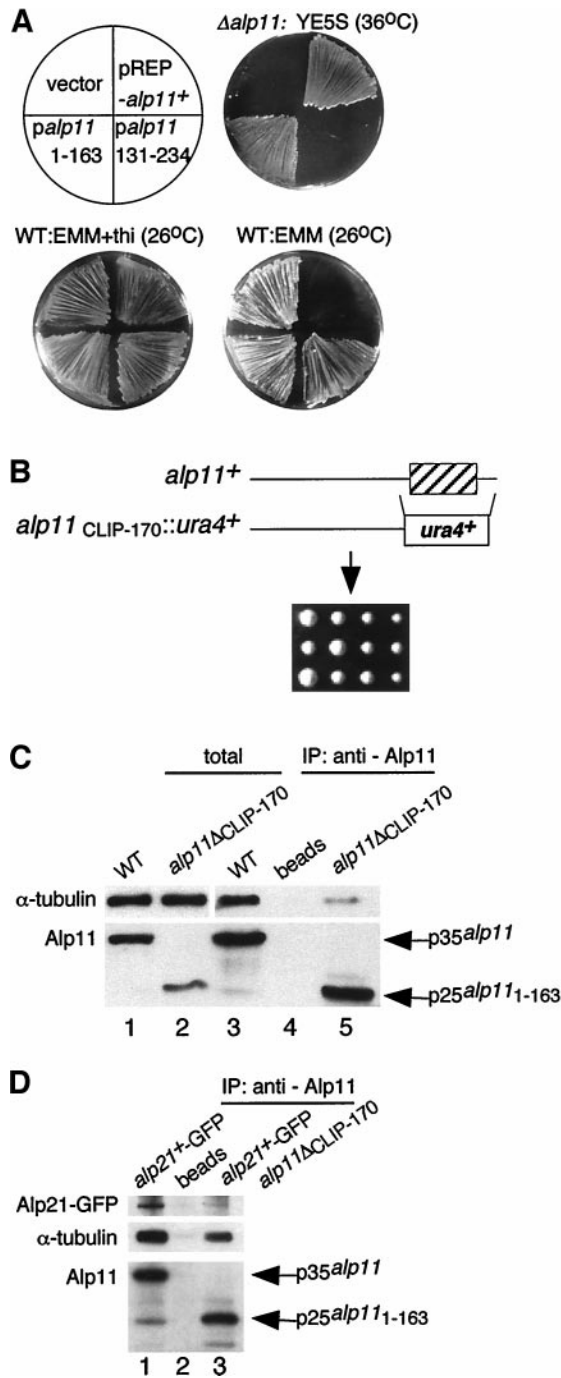 A
Δalp11: YE5S (36°C)
vector
pREP
-alp11+
palp11
1-163
palp11
131-234
WT:EMM+thi (26°C)
WT:EMM (26°C)
B
alp11+
alp11 CLIP-170::ura4+
ura4+
C
total
IP: anti - Alp11
WT
alp11ΔCLIP-170
WT
beads
alp11ΔCLIP-170
α-tubulin
Alp11
p35alp11
p25alp11 1-163
1 2 3 4 5
D
IP: anti - Alp11
alp21+-GFP
beads
alp21+-GFP
alp11ΔCLIP-170
Alp21-GFP
α-tubulin
Alp11
p35alp11
p25alp11 1-163
1 2 3